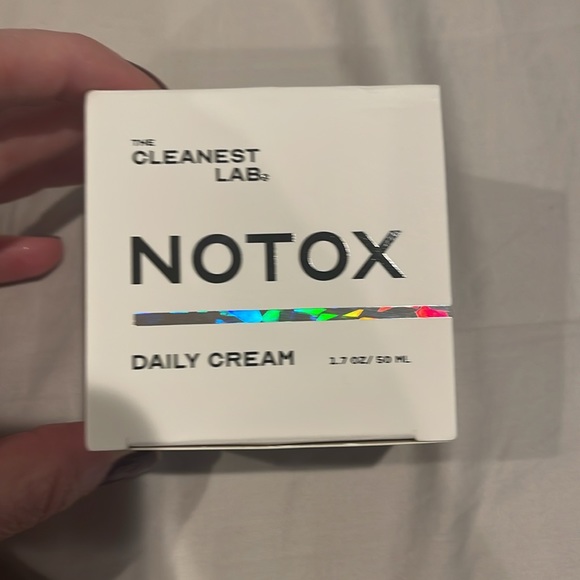 THE
CLEANEST
LAB
NOTOX
DAILY CREAM 1.7 OZ/ 50 ML